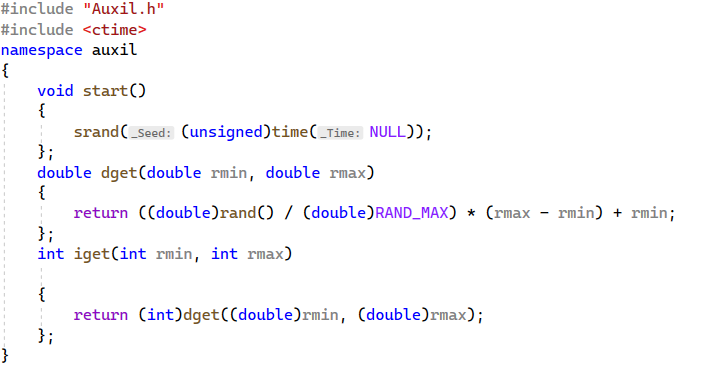 #include "Auxil.h"
#include <ctime>
namespace auxil
{
    void start()
    {
        srand(_Seed: (unsigned)time(_Time: NULL));
    };
    double dget(double rmin, double rmax)
    {
        return ((double)rand() / (double)RAND_MAX) * (rmax - rmin) + rmin;
    };
    int iget(int rmin, int rmax)

    {
        return (int)dget((double)rmin, (double)rmax);
    };
}